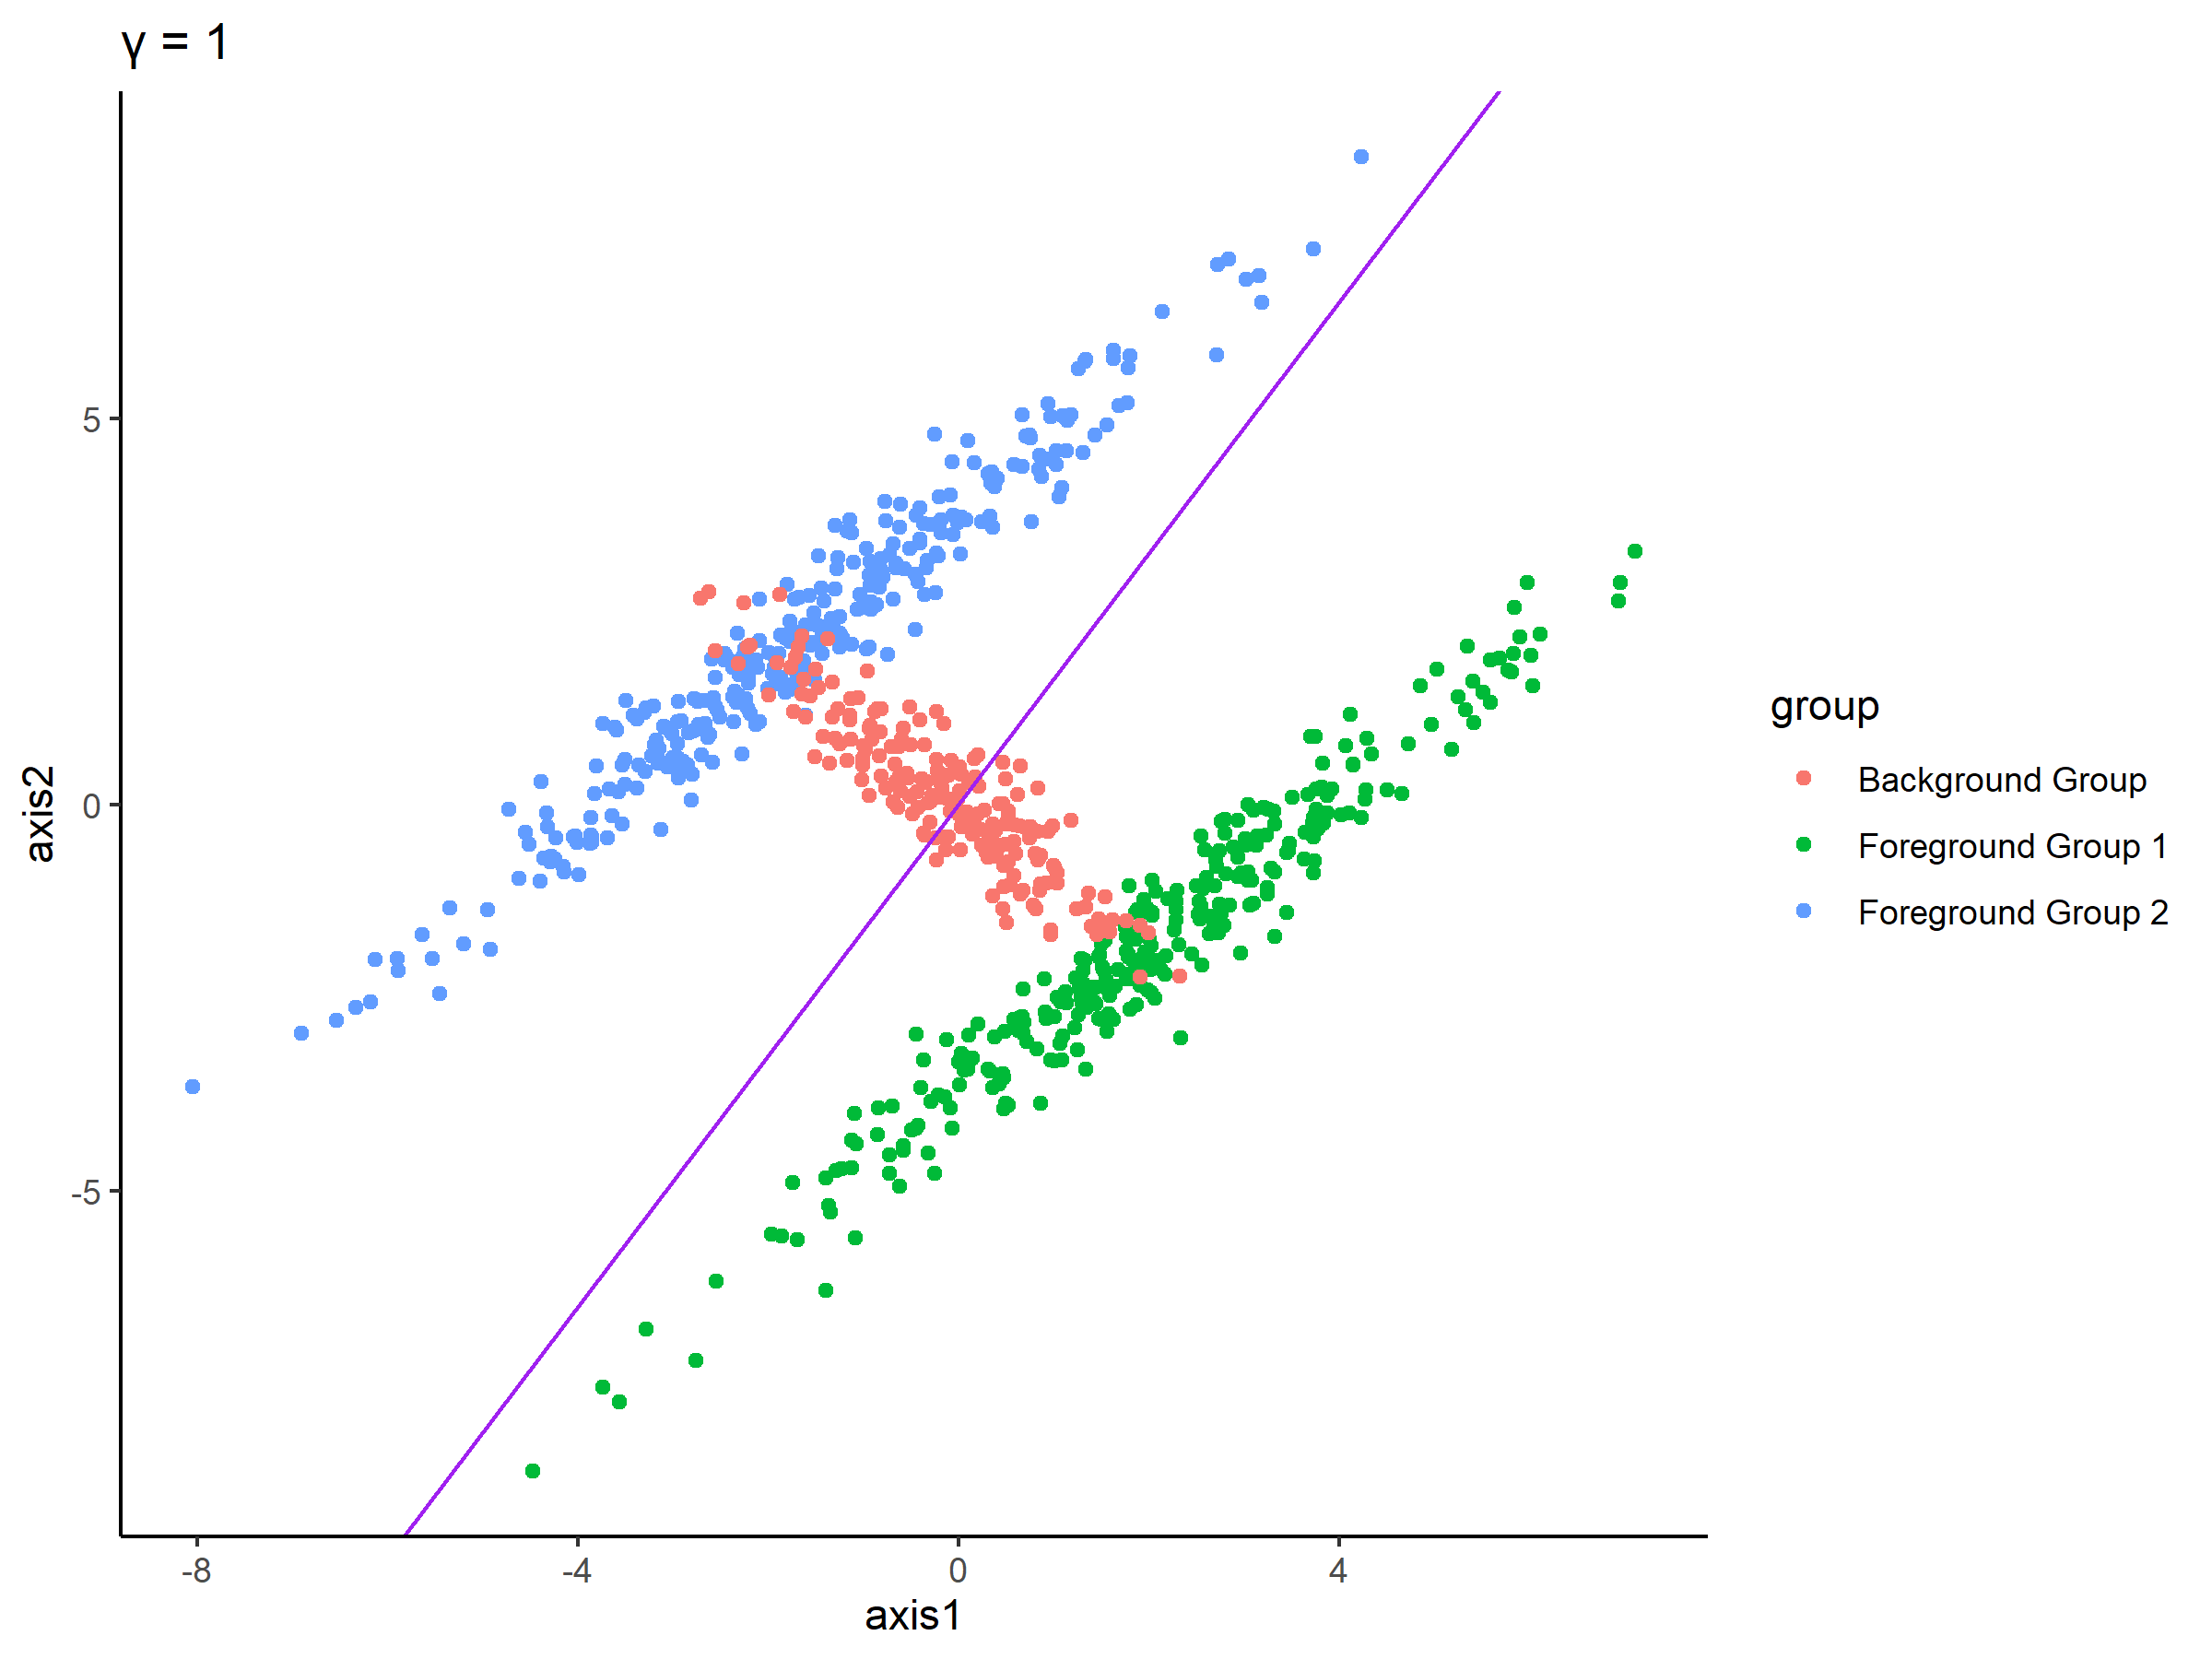 γ = 1
axis2
5
0
-5
-8
-4
0
4
axis1
group
Background Group
Foreground Group 1
Foreground Group 2